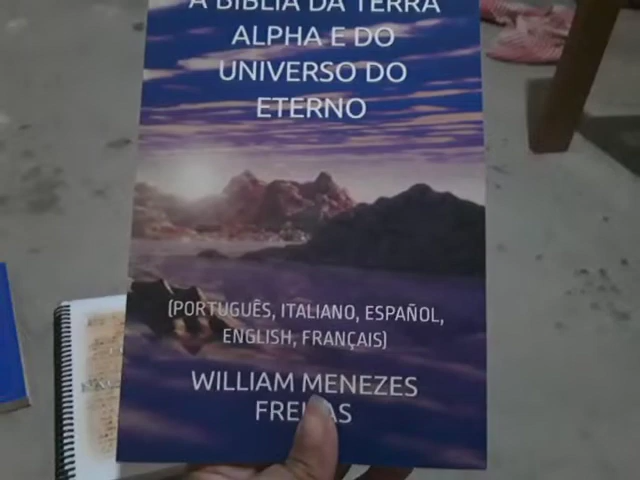 A BÍBLIA DA TERRA
ALPHA E DO
UNIVERSO DO
ETERNO
(PORTUGUÊS, ITALIANO, ESPAÑOL,
ENGLISH, FRANÇAIS)
WILLIAM MENEZES
FREITAS